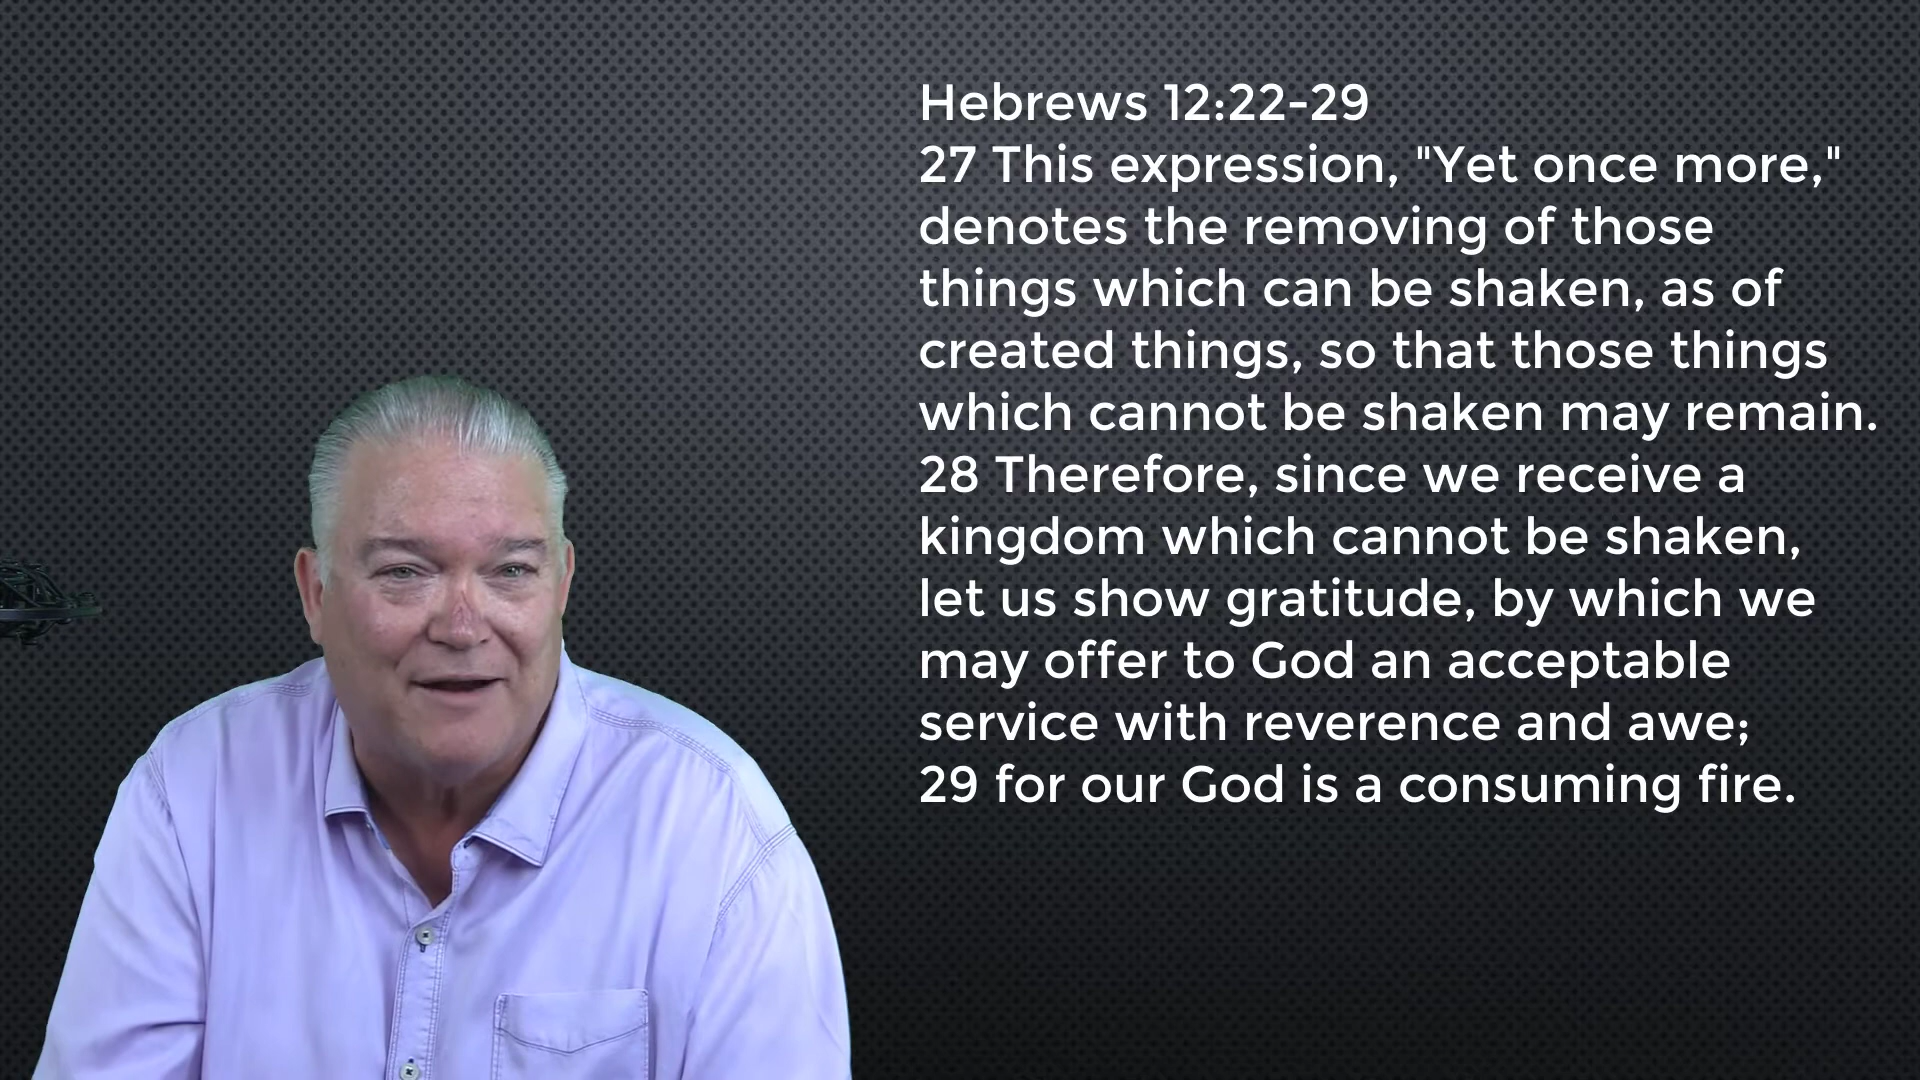 Hebrews 12:22-29
27 This expression, "Yet once more,"
denotes the removing of those
things which can be shaken, as of
created things, so that those things
which cannot be shaken may remain.
28 Therefore, since we receive a
kingdom which cannot be shaken,
let us show gratitude, by which we
may offer to God an acceptable
service with reverence and awe;
29 for our God is a consuming fire.